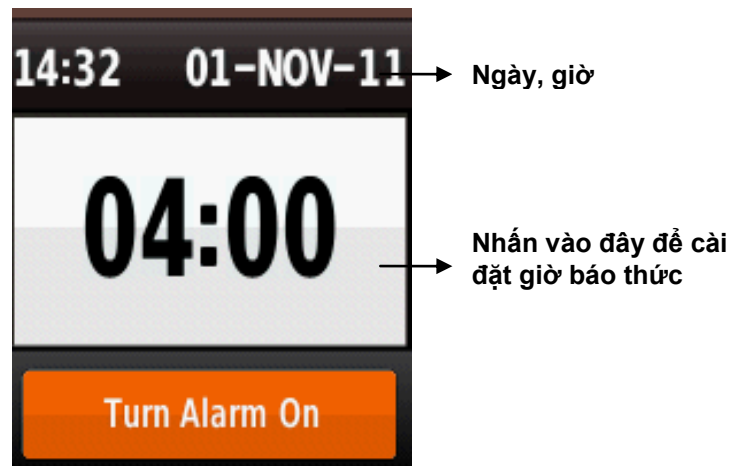 14:32 01-NOV-11
Ngày, giờ
04:00
Nhấn vào đây để cài
đặt giờ báo thức
Turn Alarm On